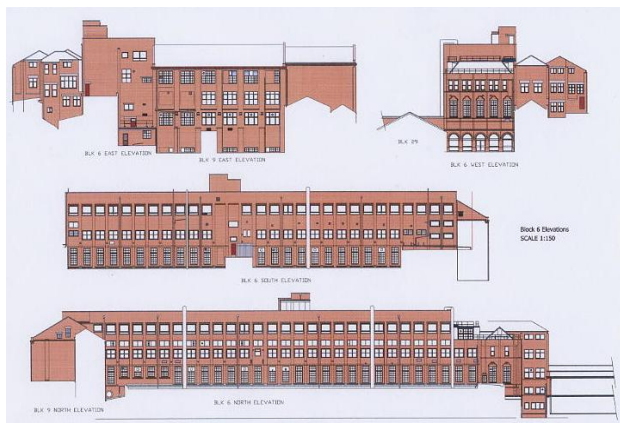 BLK 6 EAST ELEVATION
BLK 9 EAST ELEVATION
BLK 09
BLK 6 WEST ELEVATION
Block 6 Elevations
SCALE 1:150
BLK 6 SOUTH ELEVATION
BLK 6 NORTH ELEVATION
BLK 9 NORTH ELEVATION